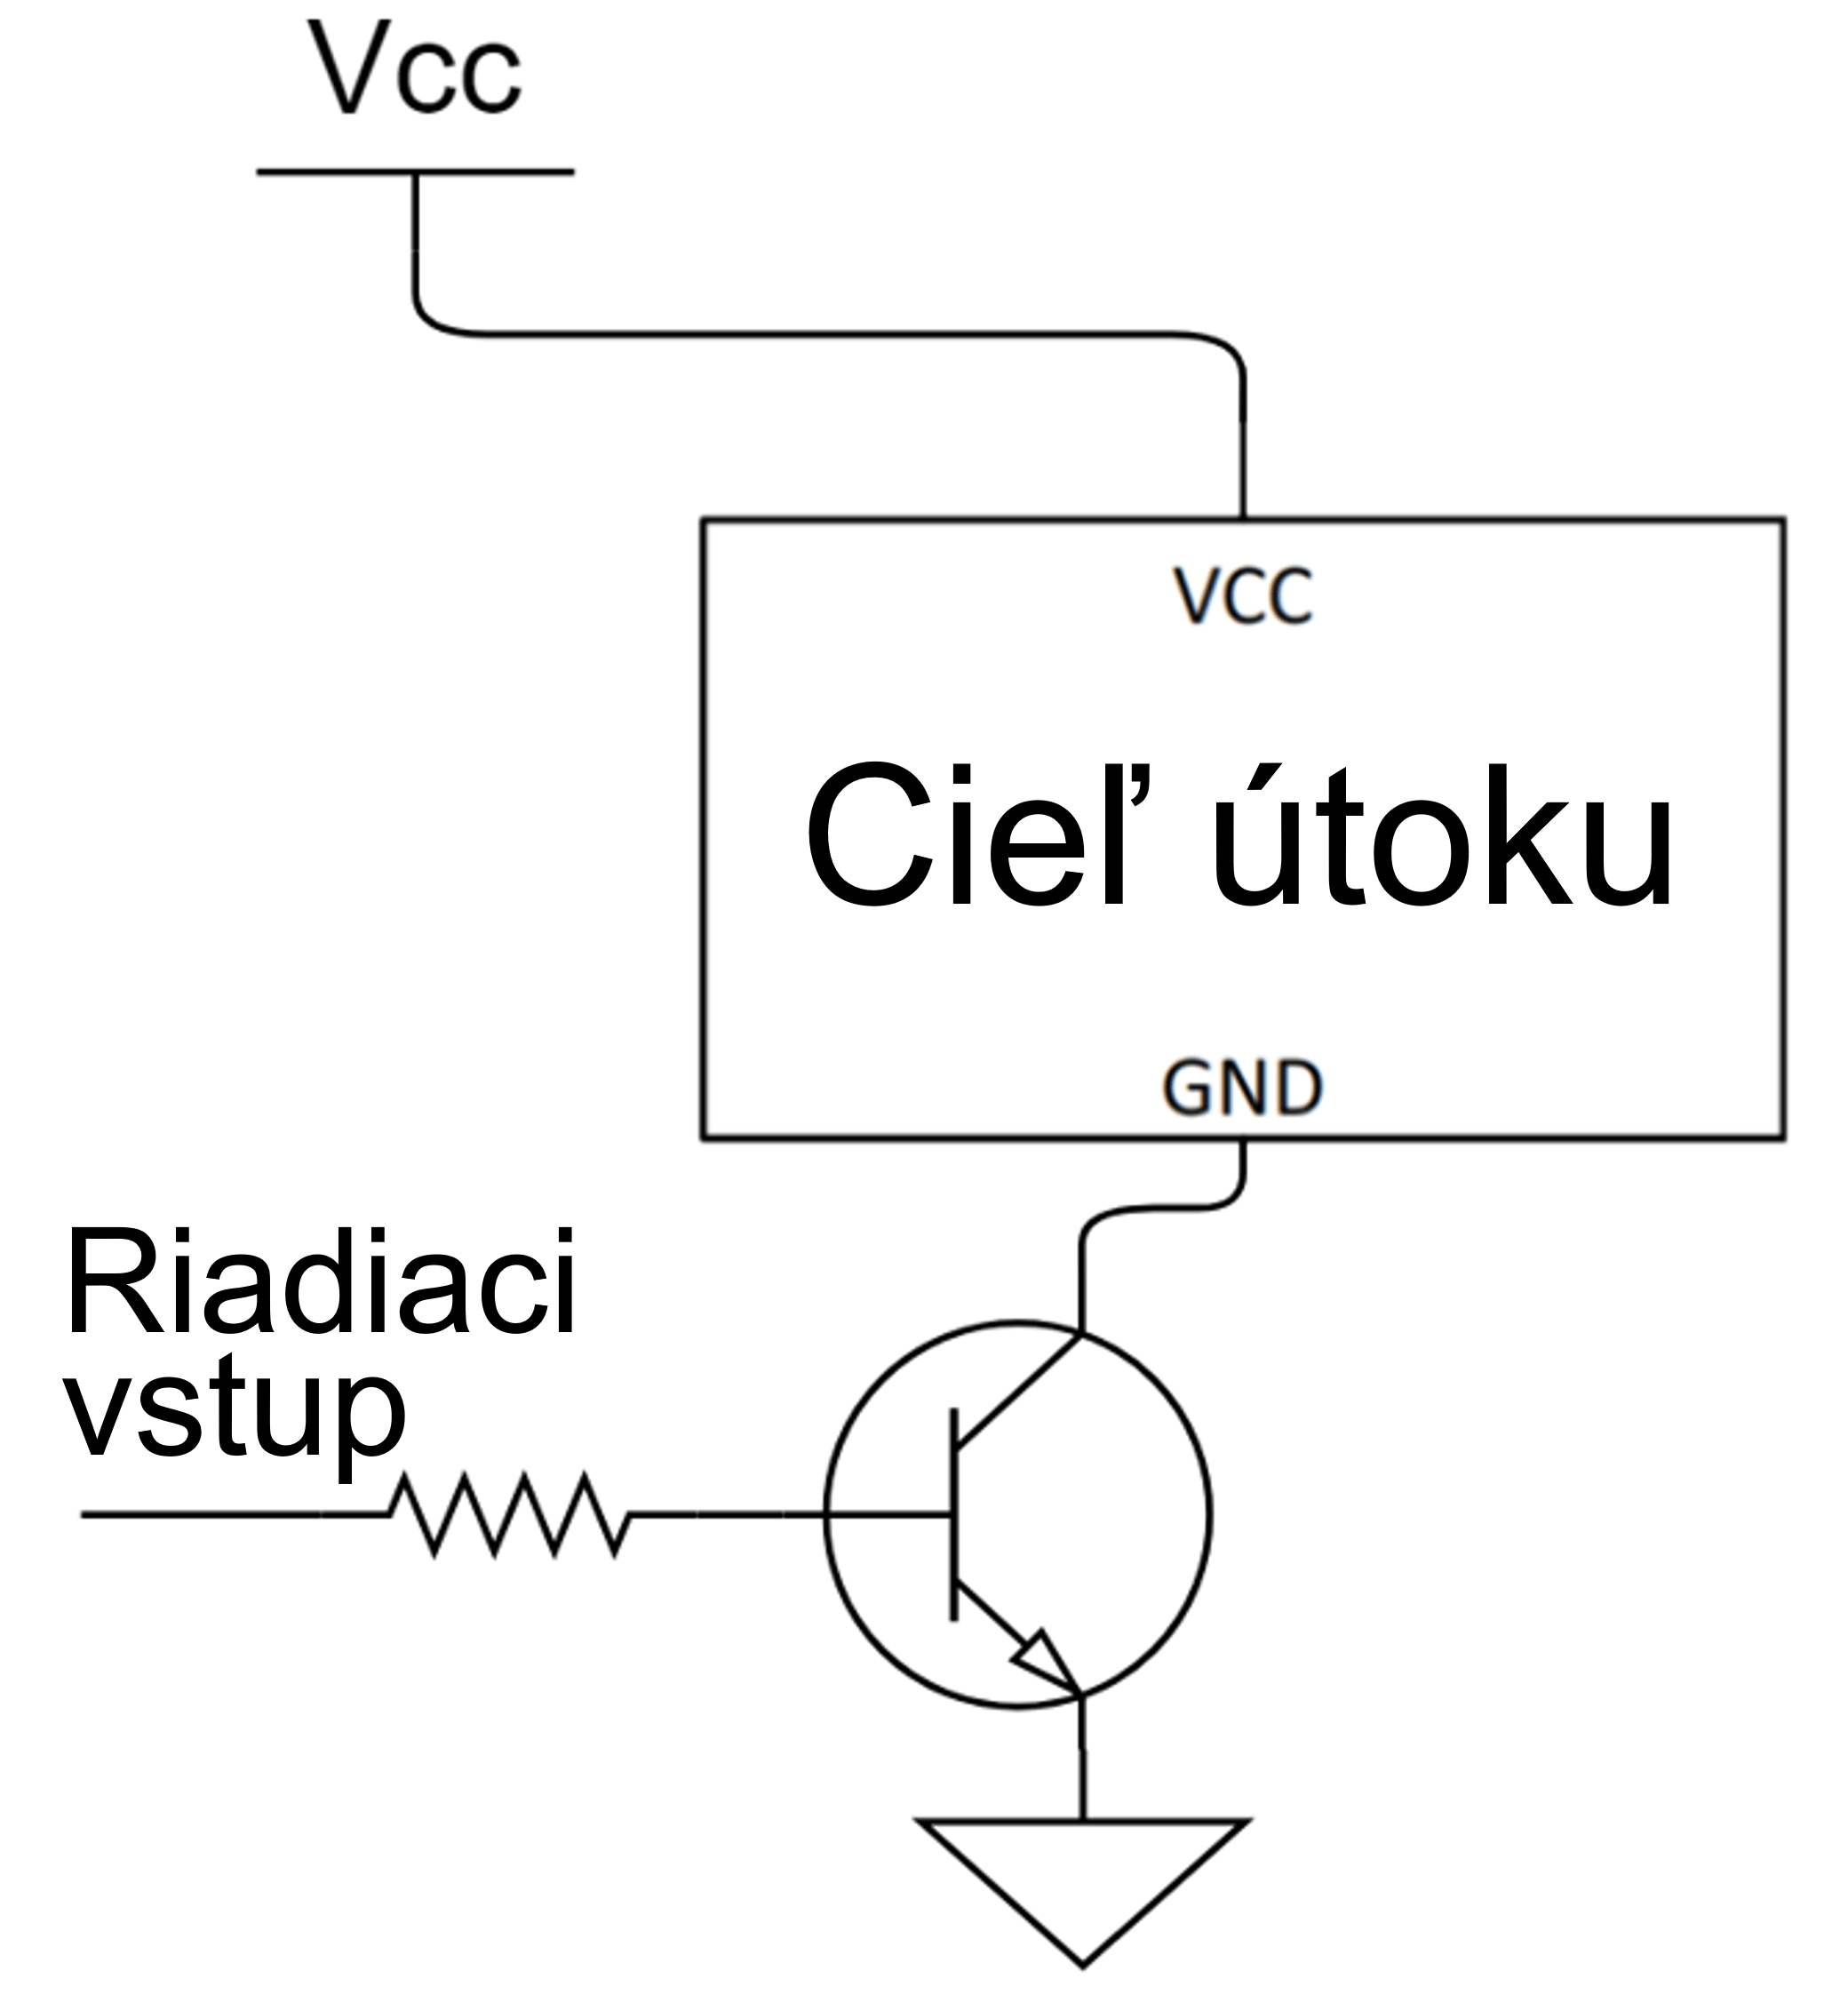 Vcc
VCC
Cieľ útoku
GND
Riadiaci
vstup